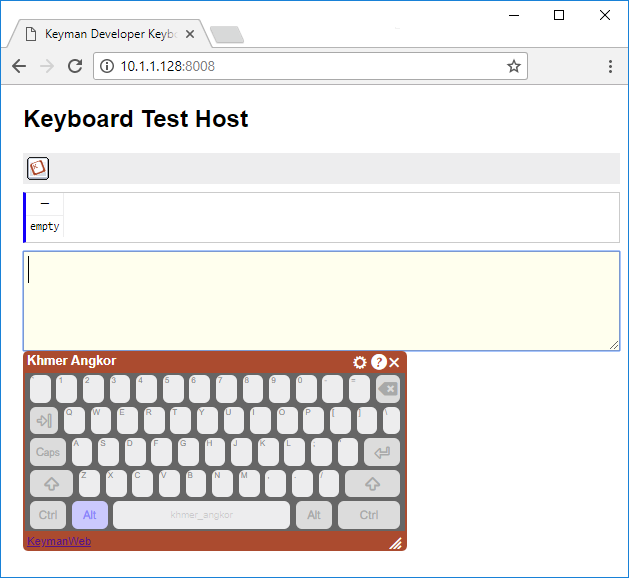 Keyman Developer Keybo
10.1.1.128:8008
Keyboard Test Host
–
empty
Khmer Angkor
` 1 2 3 4 5 6 7 8 9 0 - =
Q W E R T Y U I O P [ ] \
Caps A S D F G H J K L ; '
Z X C V B N M , . /
Ctrl Alt khmer_angkor Alt Ctrl
KeymanWeb